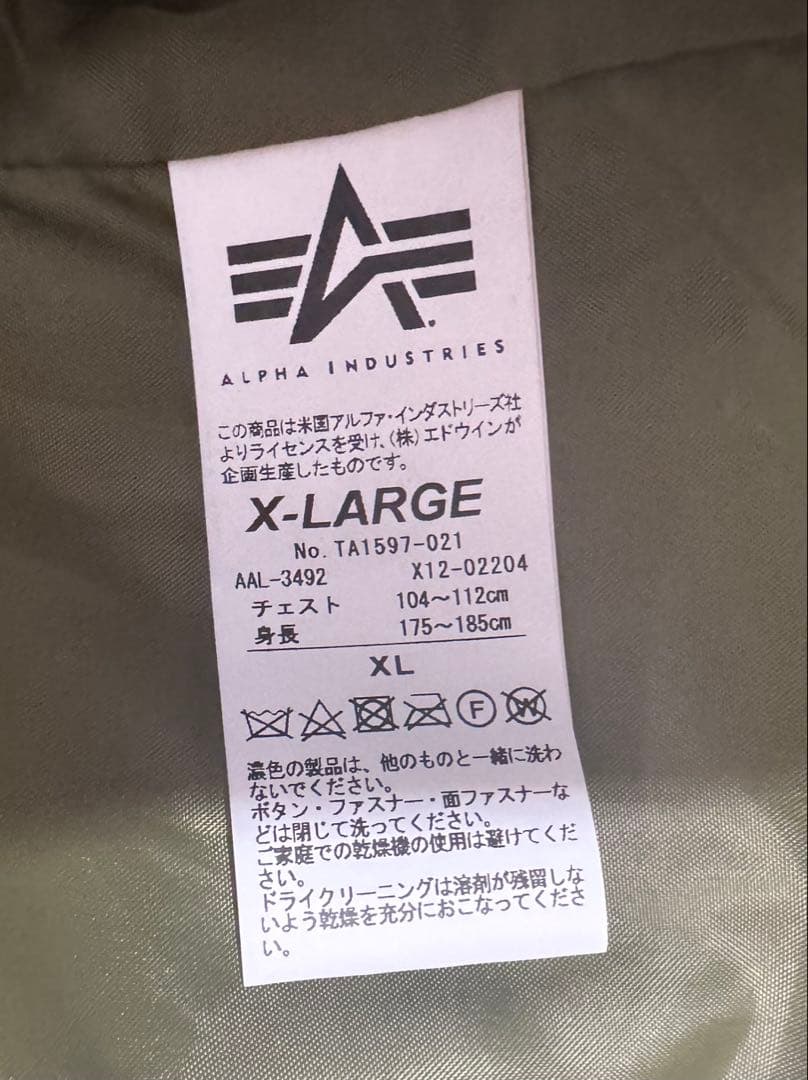 ALPHA INDUSTRIES
この商品は米国アルファ・インダストリーズ社
よりライセンスを受け、(株)エドウインが
企画生産したものです。
X-LARGE
No. TA1597-021
AAL-3492 X12-02204
チェスト 104～112cm
身長 175～185cm
XL
F W
濃色の製品は、他のものと一緒に洗わ
ないでください。
ボタン・ファスナー・面ファスナーな
どは閉じて洗ってください。
ご家庭での乾燥機の使用は避けてくだ
さい。
ドライクリーニングは溶剤が残留しな
いよう乾燥を充分におこなってくださ
い。